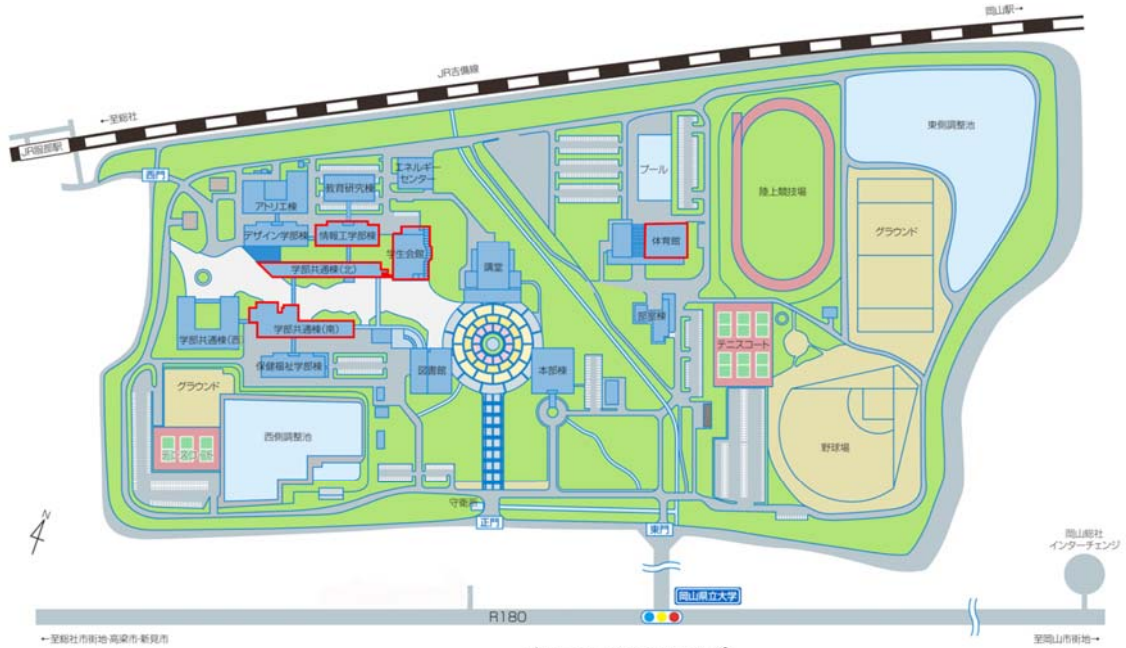 岡山駅→
JR吉備線
←至総社
JR服部駅
西門
東側調整池
エネルギー
センター
教育研究棟
アトリエ棟
プール
陸上競技場
デザイン学部棟
情報工学部棟
学生会館
体育館
グラウンド
講堂
学部共通棟(北)
学部共通棟(南)
学部共通棟(西)
テニスコート
保健福祉学部棟
図書館
本部棟
グラウンド
西側調整池
野球場
守衛所
正門
東門
N
岡山総社
インターチェンジ
岡山県立大学
R180
←至総社市街地・高梁市・新見市
至岡山市街地→